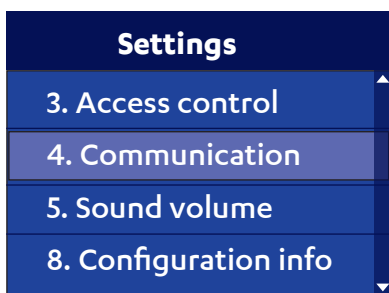 Settings
3. Access control
4. Communication
5. Sound volume
8. Configuration info